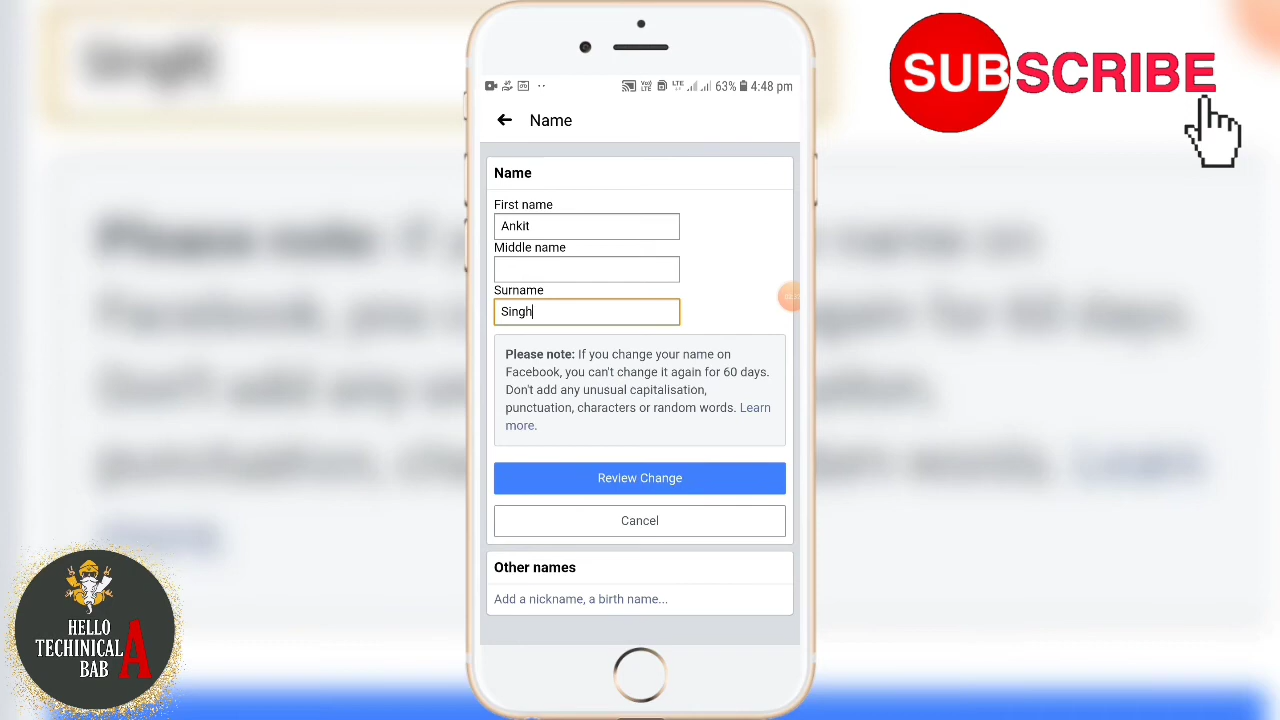 SUBSCRIBE
63% 4:48 pm
Name
Name
First name
Ankit
Middle name
Surname
Singh
Please note: If you change your name on
Facebook, you can't change it again for 60 days.
Don't add any unusual capitalisation,
punctuation, characters or random words. Learn
more.
Review Change
Cancel
Other names
Add a nickname, a birth name...
HELLO
TECHINICAL
BAB A